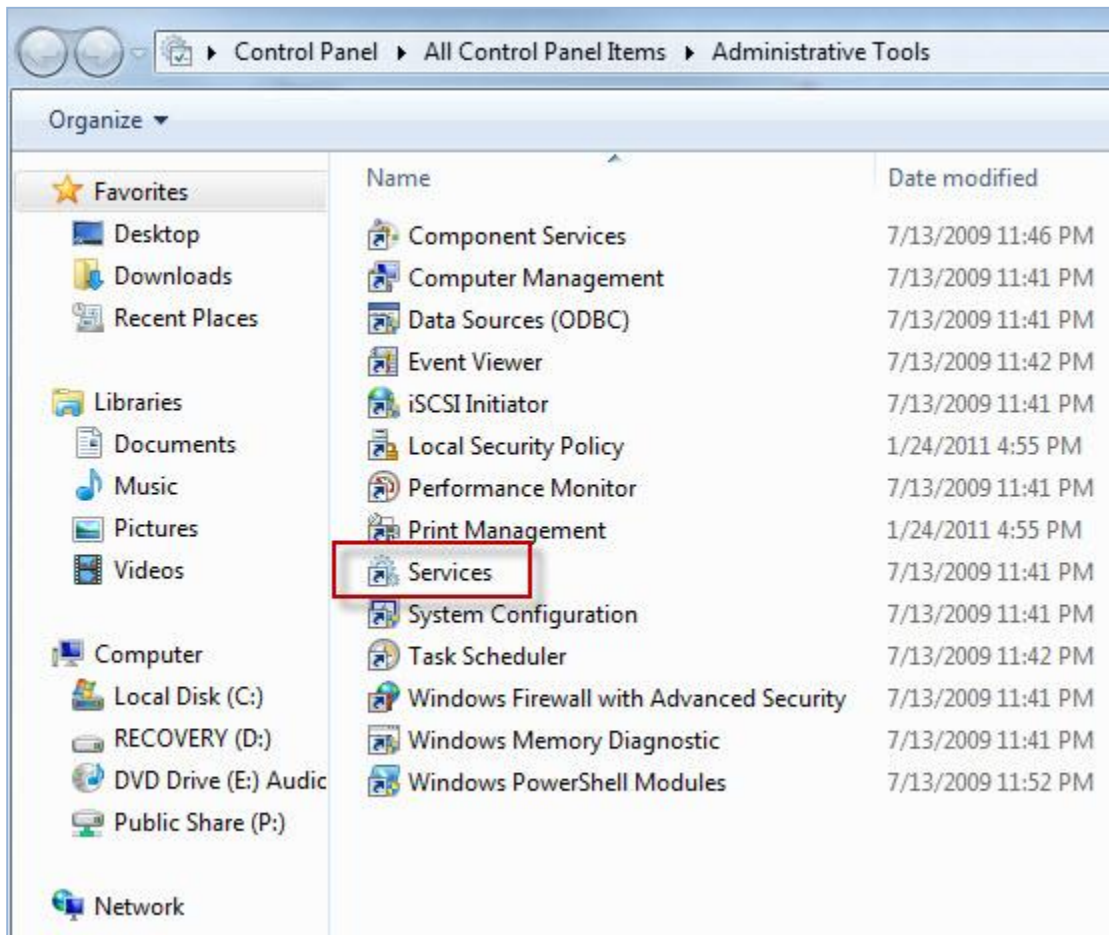 Control Panel All Control Panel Items Administrative Tools
Organize
Favorites
Desktop
Downloads
Recent Places
Libraries
Documents
Music
Pictures
Videos
Computer
Local Disk (C:)
RECOVERY (D:)
DVD Drive (E:) Audic
Public Share (P:)
Network
Name Date modified
Component Services 7/13/2009 11:46 PM
Computer Management 7/13/2009 11:41 PM
Data Sources (ODBC) 7/13/2009 11:41 PM
Event Viewer 7/13/2009 11:42 PM
iSCSI Initiator 7/13/2009 11:41 PM
Local Security Policy 1/24/2011 4:55 PM
Performance Monitor 7/13/2009 11:41 PM
Print Management 1/24/2011 4:55 PM
Services 7/13/2009 11:41 PM
System Configuration 7/13/2009 11:41 PM
Task Scheduler 7/13/2009 11:42 PM
Windows Firewall with Advanced Security 7/13/2009 11:41 PM
Windows Memory Diagnostic 7/13/2009 11:41 PM
Windows PowerShell Modules 7/13/2009 11:52 PM